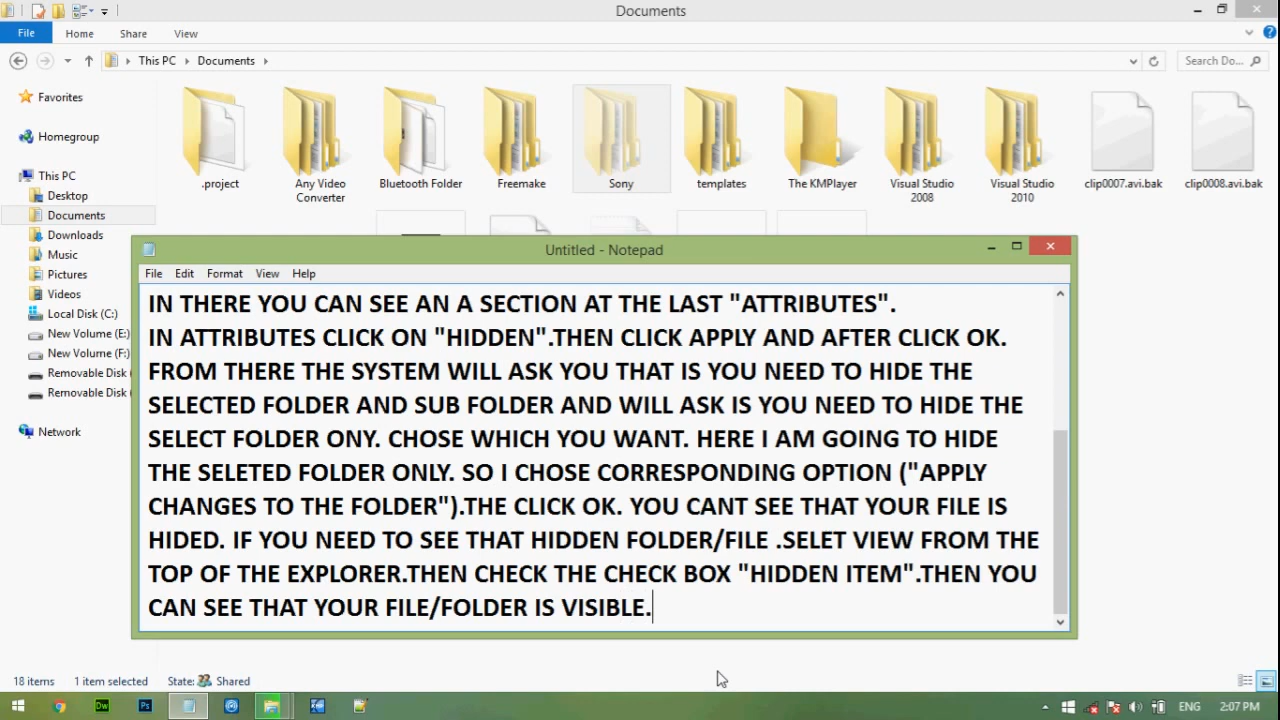 Documents
File Home Share View
This PC Documents Search Do...
Favorites
Homegroup
This PC
Desktop
Documents
Downloads
Music
Pictures
Videos
Local Disk (C:)
New Volume (E:)
New Volume (F:)
Removable Disk (
Removable Disk (
Network
.project
Any Video
Converter
Bluetooth Folder
Freemake
Sony
templates
The KMPlayer
Visual Studio
2008
Visual Studio
2010
clip0007.avi.bak
clip0008.avi.bak
Untitled - Notepad
File Edit Format View Help
IN THERE YOU CAN SEE AN A SECTION AT THE LAST "ATTRIBUTES".
IN ATTRIBUTES CLICK ON "HIDDEN".THEN CLICK APPLY AND AFTER CLICK OK.
FROM THERE THE SYSTEM WILL ASK YOU THAT IS YOU NEED TO HIDE THE
SELECTED FOLDER AND SUB FOLDER AND WILL ASK IS YOU NEED TO HIDE THE
SELECT FOLDER ONY. CHOSE WHICH YOU WANT. HERE I AM GOING TO HIDE
THE SELETED FOLDER ONLY. SO I CHOSE CORRESPONDING OPTION ("APPLY
CHANGES TO THE FOLDER").THE CLICK OK. YOU CANT SEE THAT YOUR FILE IS
HIDED. IF YOU NEED TO SEE THAT HIDDEN FOLDER/FILE .SELET VIEW FROM THE
TOP OF THE EXPLORER.THEN CHECK THE CHECK BOX "HIDDEN ITEM".THEN YOU
CAN SEE THAT YOUR FILE/FOLDER IS VISIBLE.
18 items 1 item selected State: Shared
Dw Ps ENG 2:07 PM